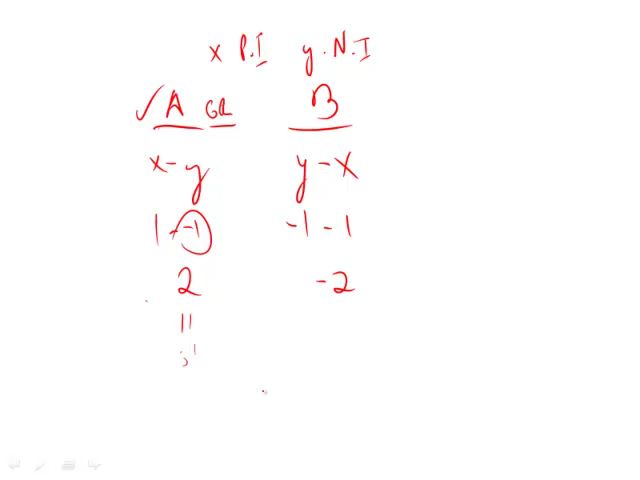 x P.I y. N.I
✓ A GR B
x - y y - x
1 - -1 -1 - 1
2 -2